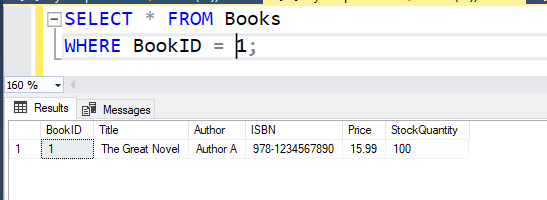 SELECT * FROM Books
WHERE BookID = 1;
160 %
Results Messages
BookID Title Author ISBN Price StockQuantity
1 1 The Great Novel Author A 978-1234567890 15.99 100